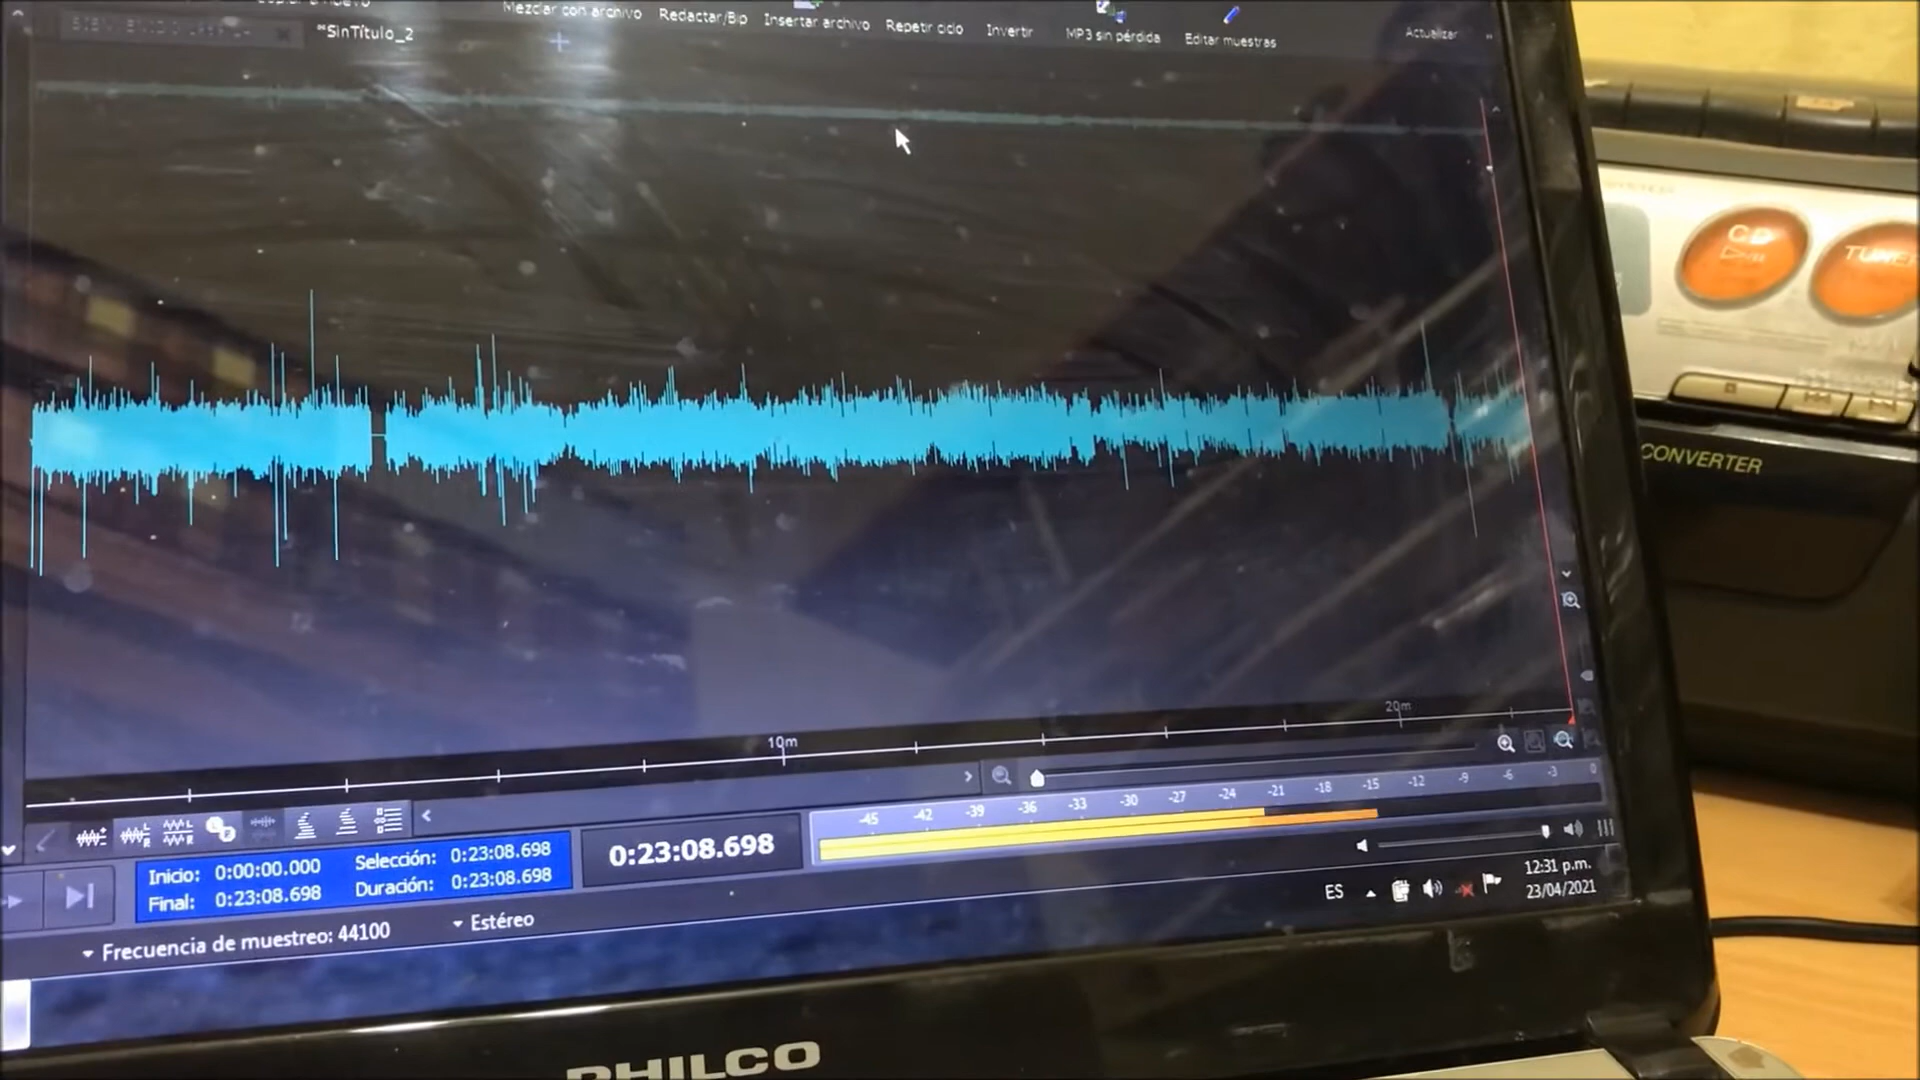 Mezclar con archivo
Redactar/Bip
Insertar archivo
Repetir ciclo
Invertir
MP3 sin pérdida
Editar muestras
Actualizar
*SinTítulo_2
CD
TUNER
CONVERTER
10m
20m
-45 -42 -39 -36 -33 -30 -27 -24 -21 -18 -15 -12 -9 -6 -3 0
Inicio: 0:00:00.000 Selección: 0:23:08.698
Final: 0:23:08.698 Duración: 0:23:08.698
0:23:08.698
ES
12:31 p.m.
23/04/2021
Frecuencia de muestreo: 44100
Estéreo
PHILCO